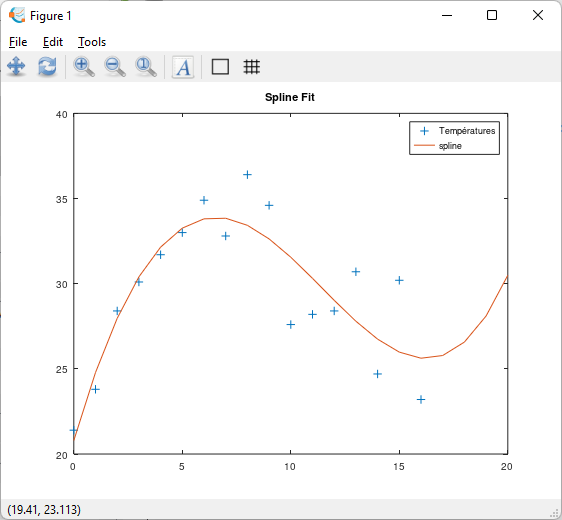 Figure 1
File Edit Tools
A
Spline Fit
40
35
30
25
20
0 5 10 15 20
Températures
spline
(19.41, 23.113)